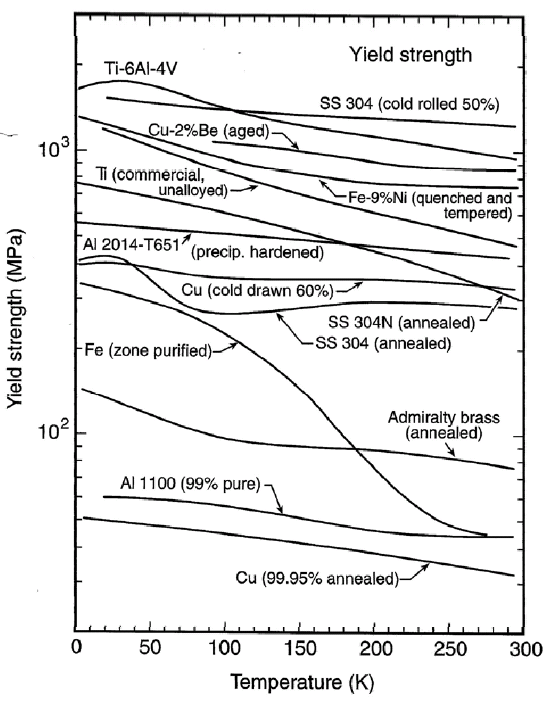 Yield strength
Ti-6Al-4V
SS 304 (cold rolled 50%)
Cu-2%Be (aged)
10³
Ti (commercial,
unalloyed)
Fe-9%Ni (quenched and
tempered)
Al 2014-T651
(precip. hardened)
Cu (cold drawn 60%)
SS 304N (annealed)
SS 304 (annealed)
Fe (zone purified)
Yield strength (MPa)
10²
Admiralty brass
(annealed)
Al 1100 (99% pure)
Cu (99.95% annealed)
0 50 100 150 200 250 300
Temperature (K)